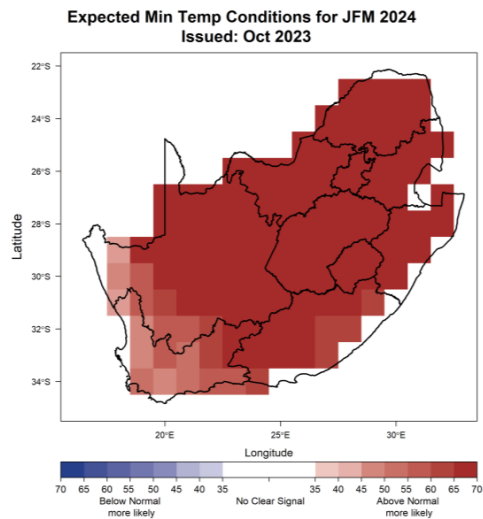 Expected Min Temp Conditions for JFM 2024
Issued: Oct 2023
22°S
24°S
26°S
28°S
30°S
32°S
34°S
Latitude
20°E 25°E 30°E
Longitude
70 65 60 55 50 45 40 35 35 40 45 50 55 60 65 70
Below Normal No Clear Signal Above Normal
more likely more likely